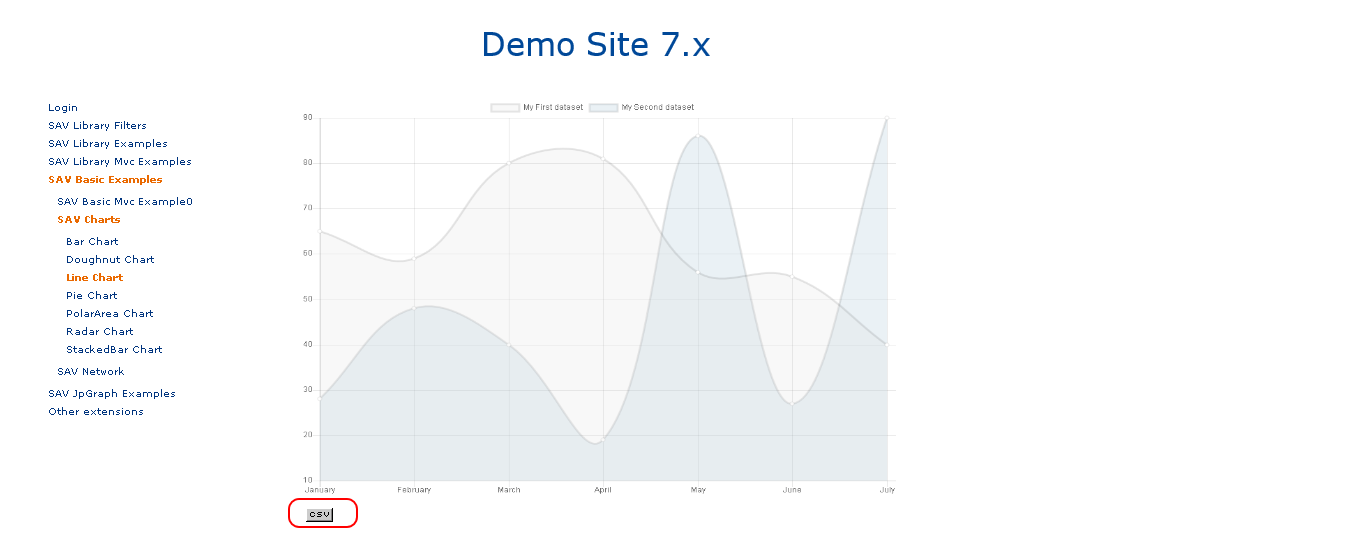 Demo Site 7.x
Login
SAV Library Filters
SAV Library Examples
SAV Library Mvc Examples
SAV Basic Examples
SAV Basic Mvc Example0
SAV Charts
Bar Chart
Doughnut Chart
Line Chart
Pie Chart
PolarArea Chart
Radar Chart
StackedBar Chart
SAV Network
SAV JpGraph Examples
Other extensions
My First dataset My Second dataset
90
80
70
60
50
40
30
20
10
January February March April May June July
csv